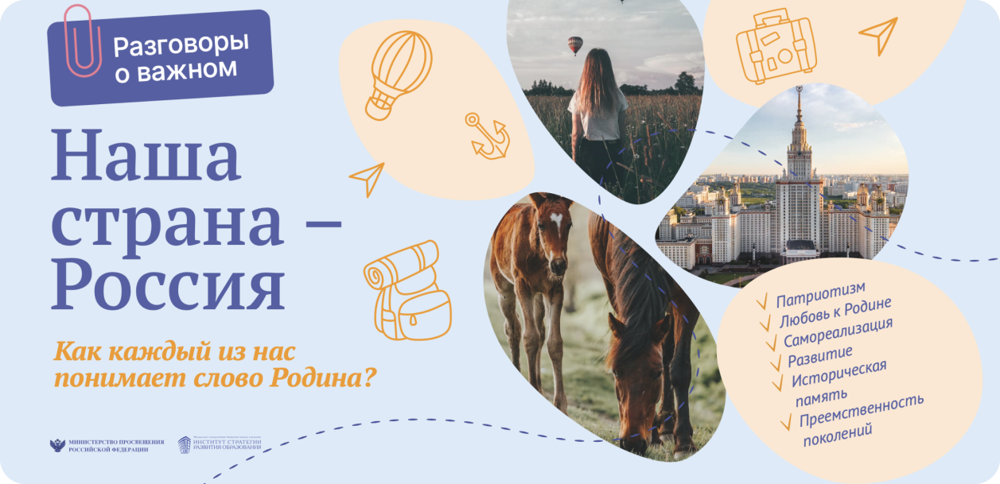 Разговоры
о важном
Наша
страна –
Россия
Как каждый из нас
понимает слово Родина?
Патриотизм
Любовь к Родине
Самореализация
Развитие
Историческая
память
Преемственность
поколений
МИНИСТЕРСТВО ПРОСВЕЩЕНИЯ
РОССИЙСКОЙ ФЕДЕРАЦИИ
ИНСТИТУТ СТРАТЕГИИ
РАЗВИТИЯ ОБРАЗОВАНИЯ